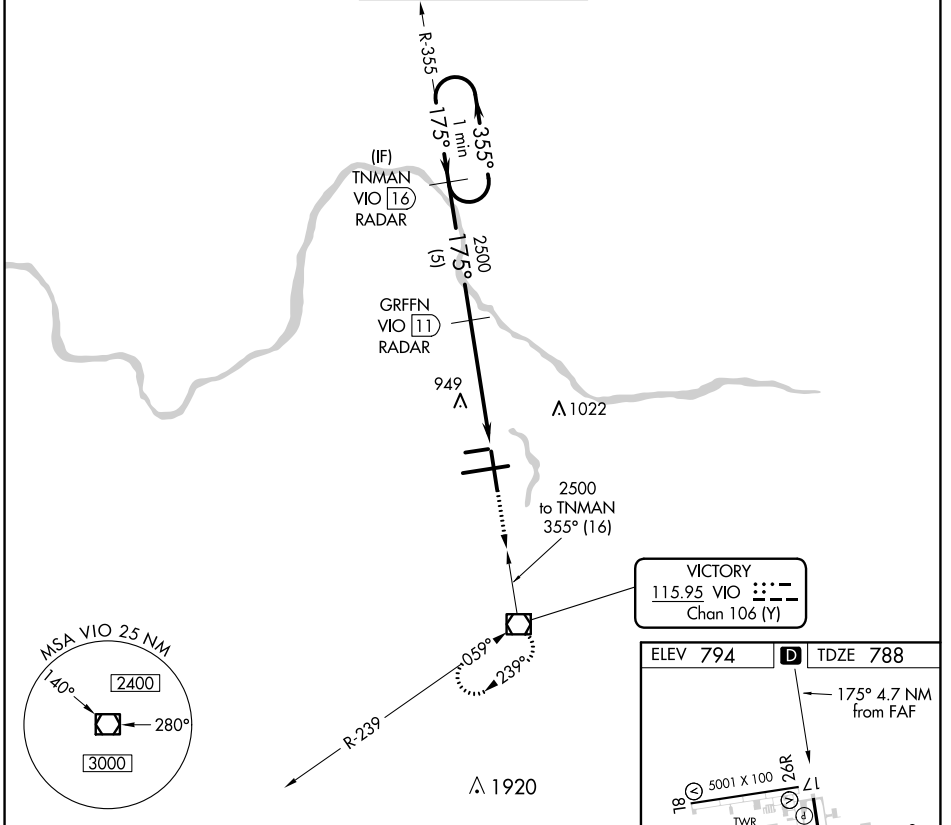 R-355
175°
1 min
355°
(IF)
TNMAN
VIO 16
RADAR
2500
175°
(5)
GRFFN
VIO 11
RADAR
949
1022
2500
to TNMAN
355° (16)
VICTORY
115.95 VIO
Chan 106 (Y)
059°
239°
R-239
MSA VIO 25 NM
140°
2400
280°
3000
1920
ELEV 794 D TDZE 788
175° 4.7 NM
from FAF
8L
5001 X 100
26R
17
V
A
P
TWR